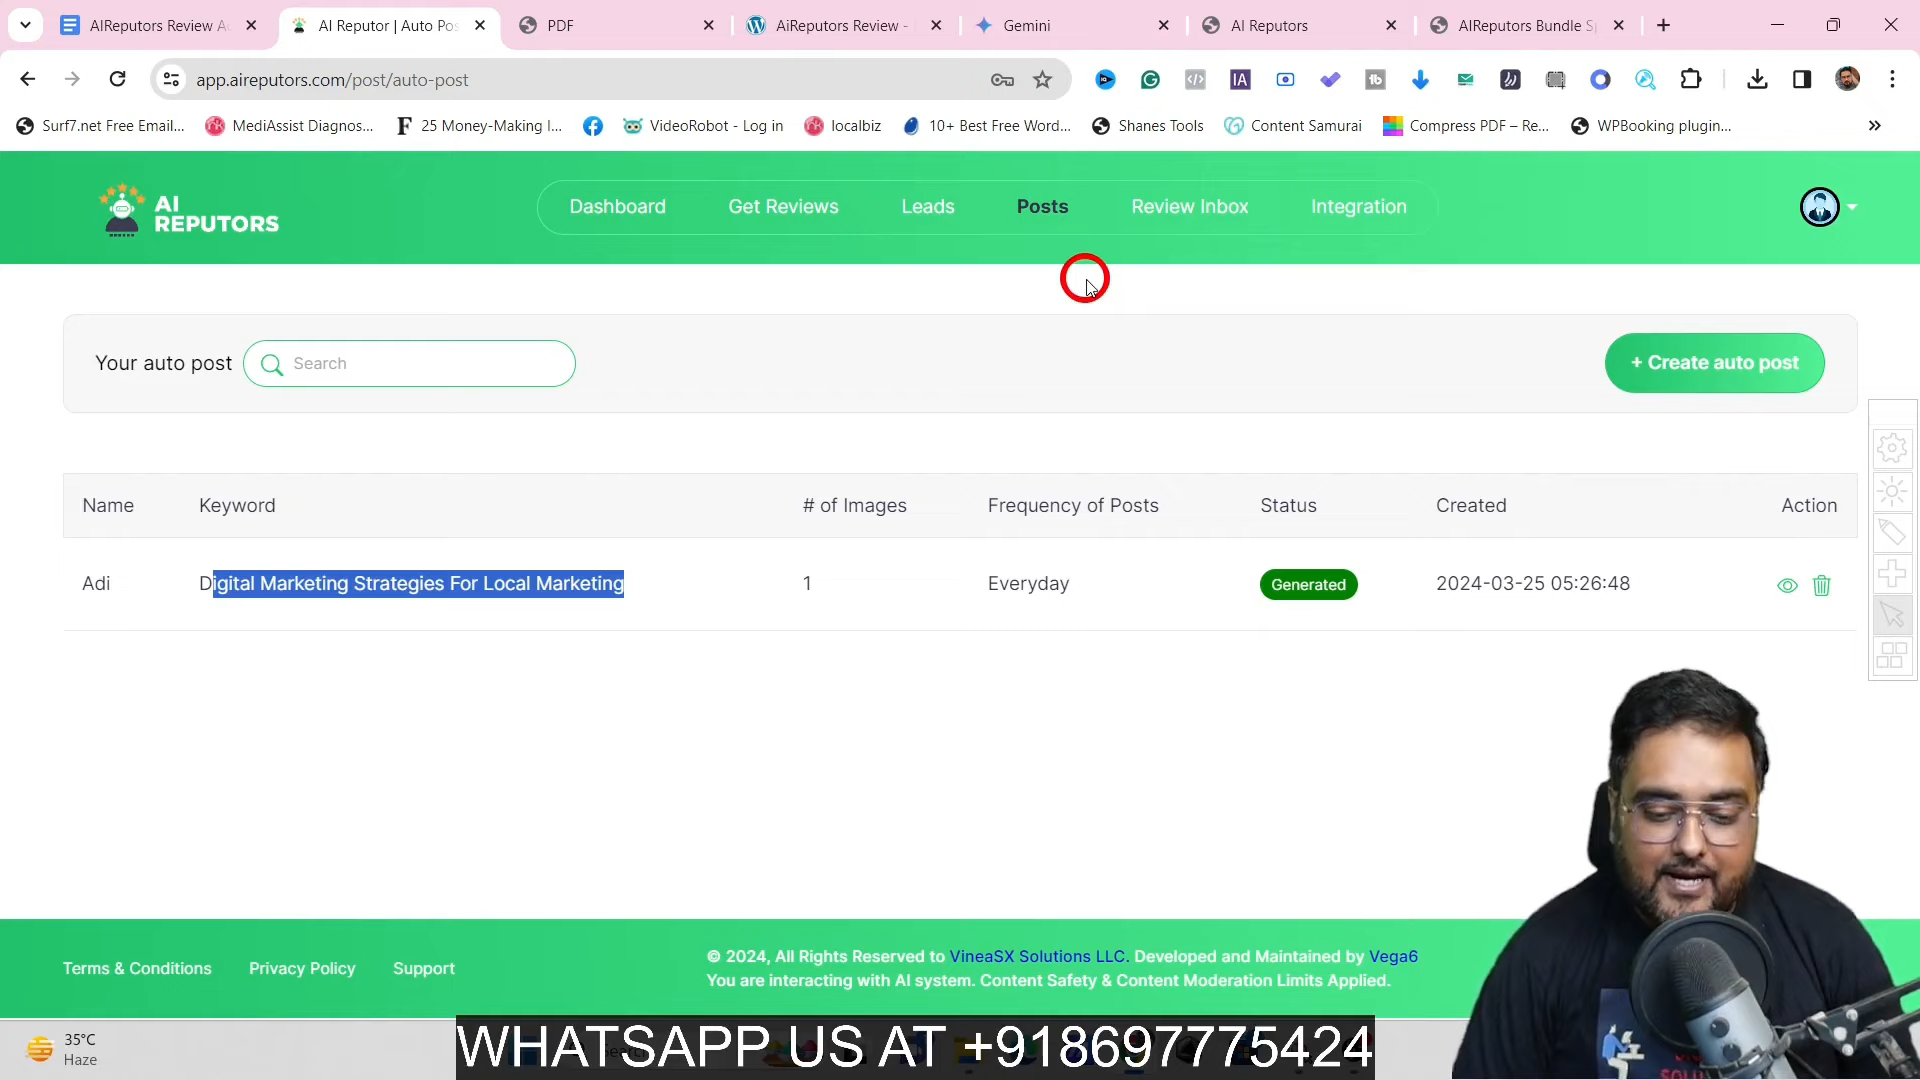 AIReputors Review Ac
AI Reputor | Auto Pos
PDF
AiReputors Review -
Gemini
AI Reputors
AIReputors Bundle Sp
app.aireputors.com/post/auto-post
Surf7.net Free Email...
MediAssist Diagnos...
25 Money-Making I...
VideoRobot - Log in
localbiz
10+ Best Free Word...
Shanes Tools
Content Samurai
Compress PDF – Re...
WPBooking plugin...
AI
REPUTORS
Dashboard
Get Reviews
Leads
Posts
Review Inbox
Integration
Your auto post
Search
+ Create auto post
Name
Keyword
# of Images
Frequency of Posts
Status
Created
Action
Adi
Digital Marketing Strategies For Local Marketing
1
Everyday
Generated
2024-03-25 05:26:48
Terms & Conditions
Privacy Policy
Support
© 2024, All Rights Reserved to VineaSX Solutions LLC. Developed and Maintained by Vega6
You are interacting with AI system. Content Safety & Content Moderation Limits Applied.
35°C
Haze
WHATSAPP US AT +918697775424